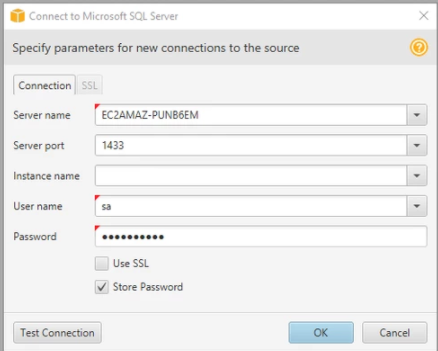 Connect to Microsoft SQL Server
Specify parameters for new connections to the source
Connection SSL
Server name EC2AMAZ-PUNB6EM
Server port 1433
Instance name
User name sa
Password ●●●●●●●●●●
Use SSL
Store Password
Test Connection OK Cancel